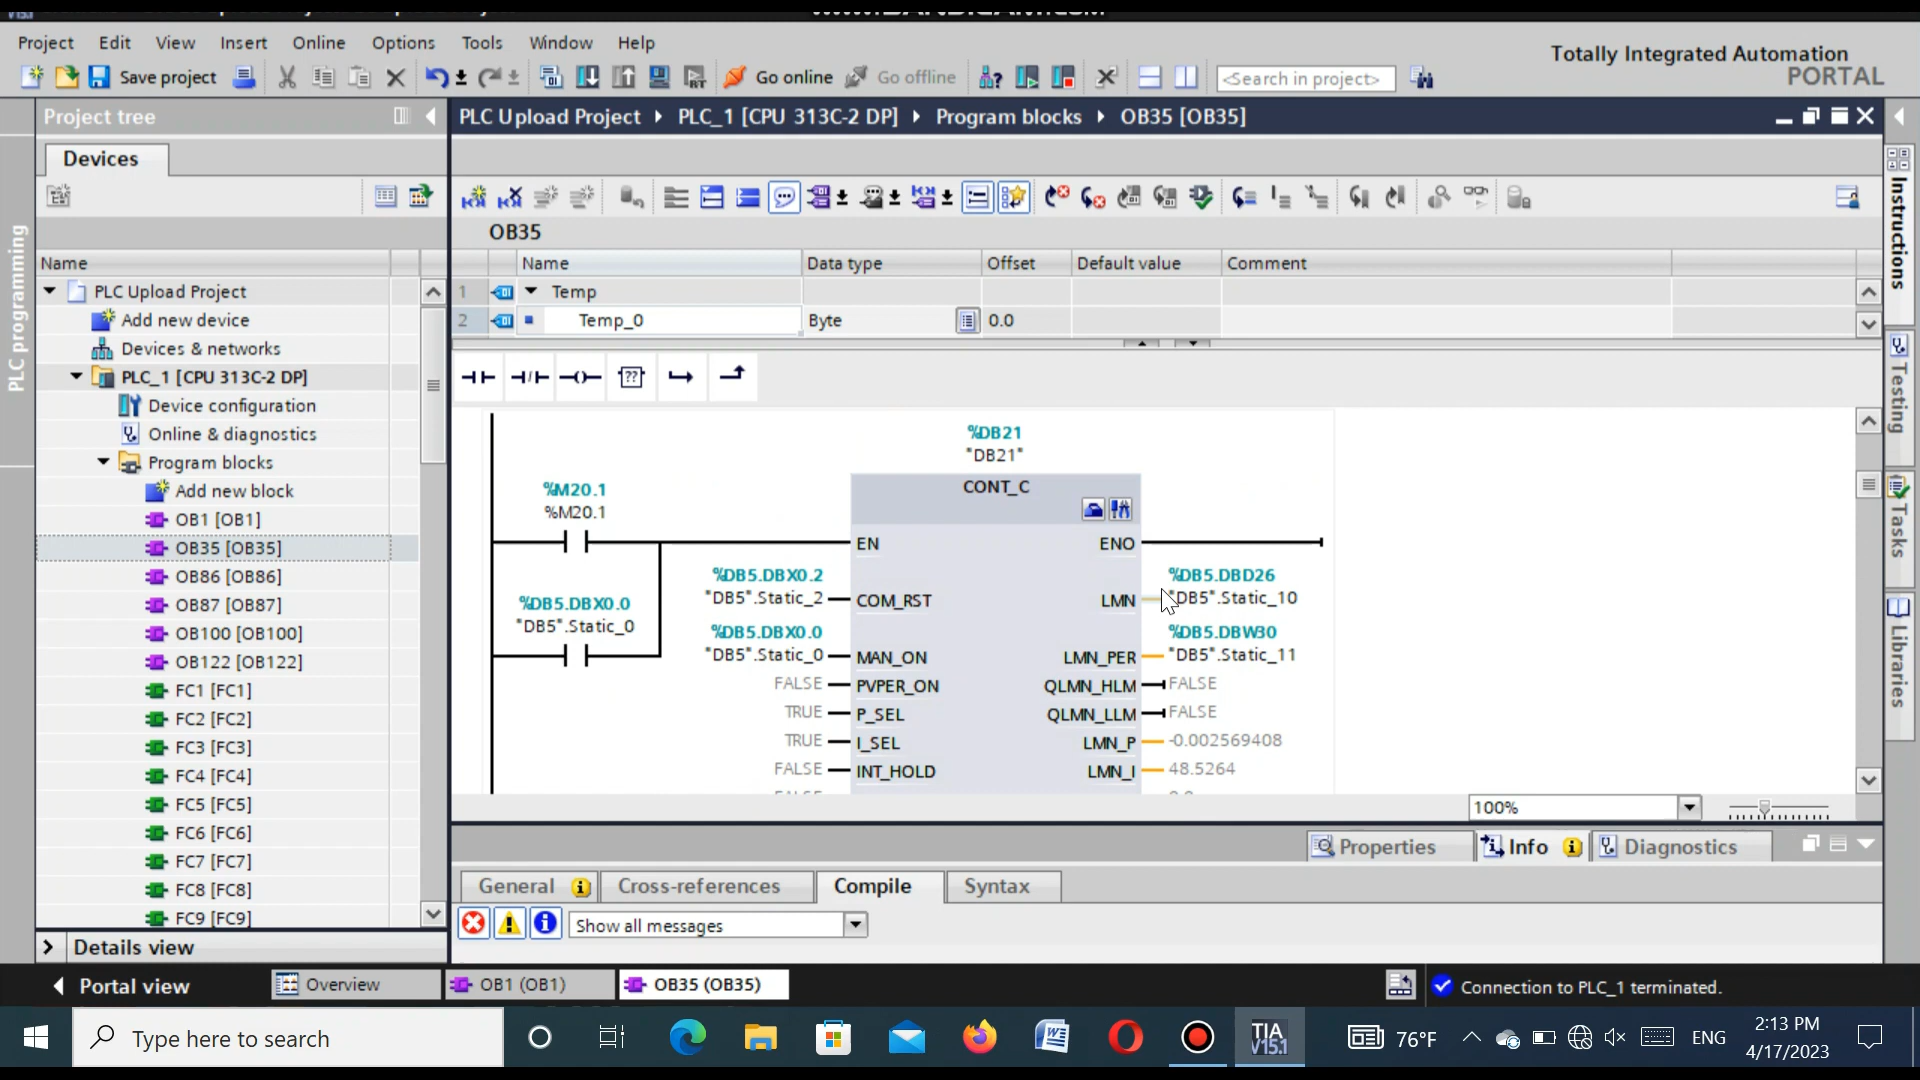 Project Edit View Insert Online Options Tools Window Help
Totally Integrated Automation
PORTAL
Save project
Go online
Go offline
<Search in project>
Project tree
PLC Upload Project ▸ PLC_1 [CPU 313C-2 DP] ▸ Program blocks ▸ OB35 [OB35]
Devices
PLC programming
Name
PLC Upload Project
Add new device
Devices & networks
PLC_1 [CPU 313C-2 DP]
Device configuration
Online & diagnostics
Program blocks
Add new block
OB1 [OB1]
OB35 [OB35]
OB86 [OB86]
OB87 [OB87]
OB100 [OB100]
OB122 [OB122]
FC1 [FC1]
FC2 [FC2]
FC3 [FC3]
FC4 [FC4]
FC5 [FC5]
FC6 [FC6]
FC7 [FC7]
FC8 [FC8]
FC9 [FC9]
Details view
OB35
Name Data type Offset Default value Comment
1 Temp
2 Temp_0 Byte 0.0
??
%DB21
"DB21"
CONT_C
%M20.1
%M20.1
EN ENO
%DB5.DBX0.2
"DB5".Static_2 COM_RST
LMN %DB5.DBD26
"DB5".Static_10
%DB5.DBX0.0
"DB5".Static_0
%DB5.DBX0.0
"DB5".Static_0 MAN_ON
LMN_PER %DB5.DBW30
"DB5".Static_11
FALSE PVPER_ON QLMN_HLM FALSE
TRUE P_SEL QLMN_LLM FALSE
TRUE I_SEL LMN_P -0.002569408
FALSE INT_HOLD LMN_I 48.5264
100%
Properties Info Diagnostics
General Cross-references Compile Syntax
Show all messages
Instructions
Testing
Tasks
Libraries
Portal view Overview OB1 (OB1) OB35 (OB35) Connection to PLC_1 terminated.
Type here to search
TIA
V15.1
76°F
ENG
2:13 PM
4/17/2023